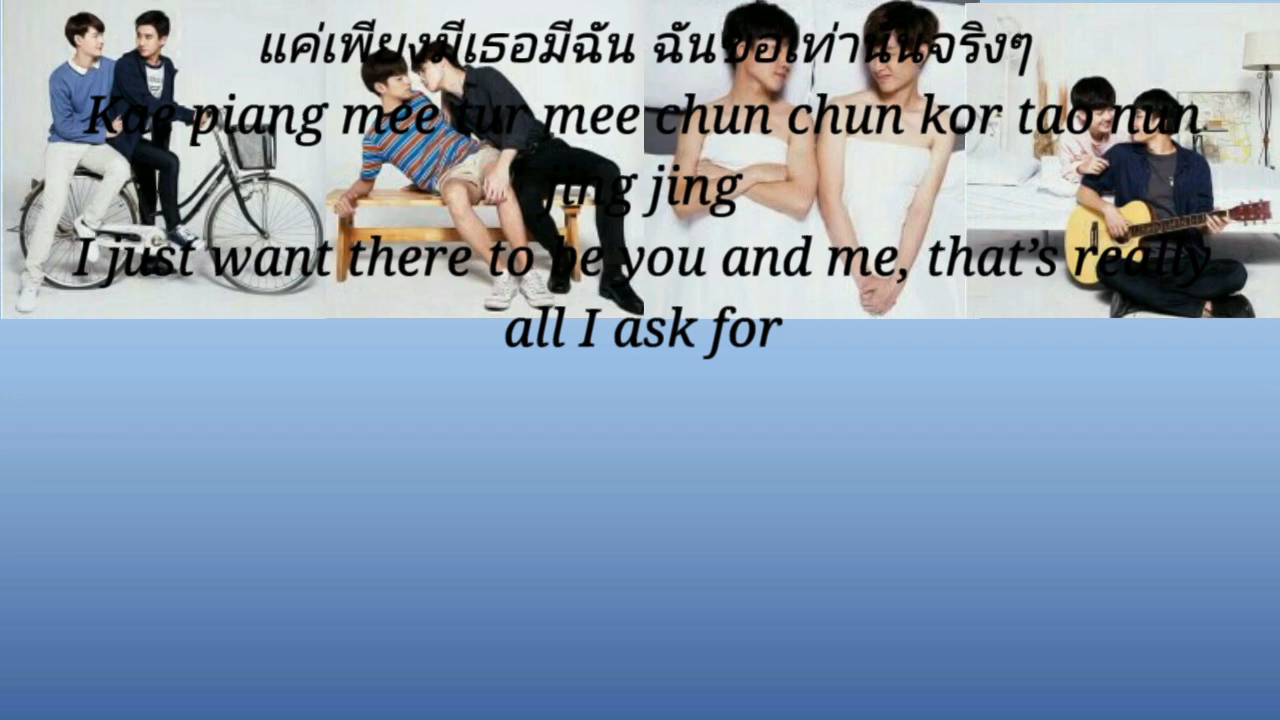 แค่เพียงมีเธอมีฉัน ฉันขอเท่านั้นจริงๆ
Kae piang mee tur mee chun chun kor tao nun
jing jing
I just want there to be you and me, that’s really
all I ask for